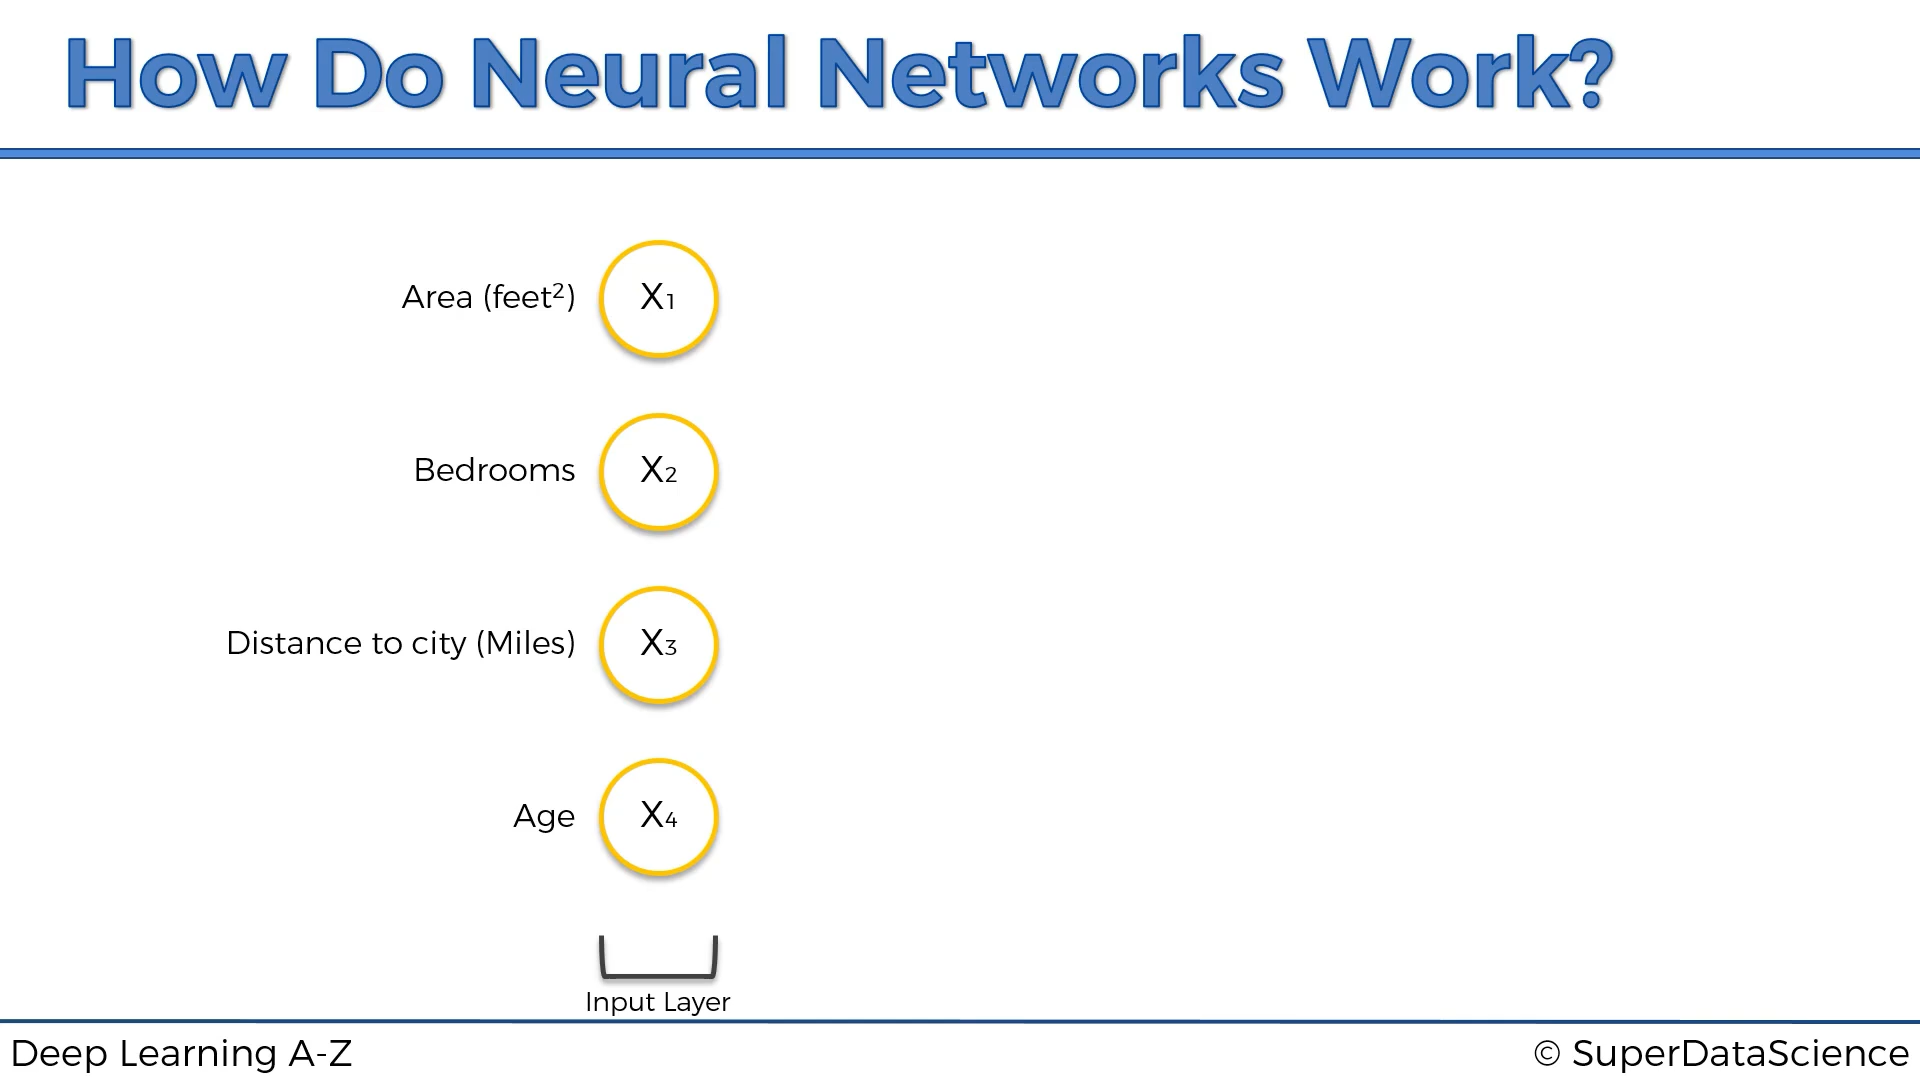 How Do Neural Networks Work?
Area (feet²) X₁
Bedrooms X₂
Distance to city (Miles) X₃
Age X₄
Input Layer
Deep Learning A-Z
© SuperDataScience